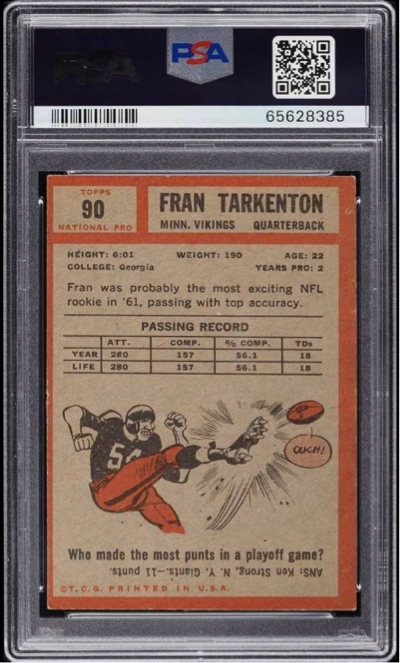 PSA
PSA
65628385
TOPPS
90
NATIONAL PRO
FRAN TARKENTON
MINN. VIKINGS QUARTERBACK
HEIGHT: 6:01 WEIGHT: 190 AGE: 22
COLLEGE: Georgia YEARS PRO: 2
Fran was probably the most exciting NFL
rookie in '61, passing with top accuracy.
PASSING RECORD
ATT. COMP. % COMP. TDs
YEAR 280 157 56.1 18
LIFE 280 157 56.1 18
54
OUCH!
Who made the most punts in a playoff game?
ANS: Ken Strong, N. Y. Giants.—11 punts.
©T.C.G. PRINTED IN U.S.A.